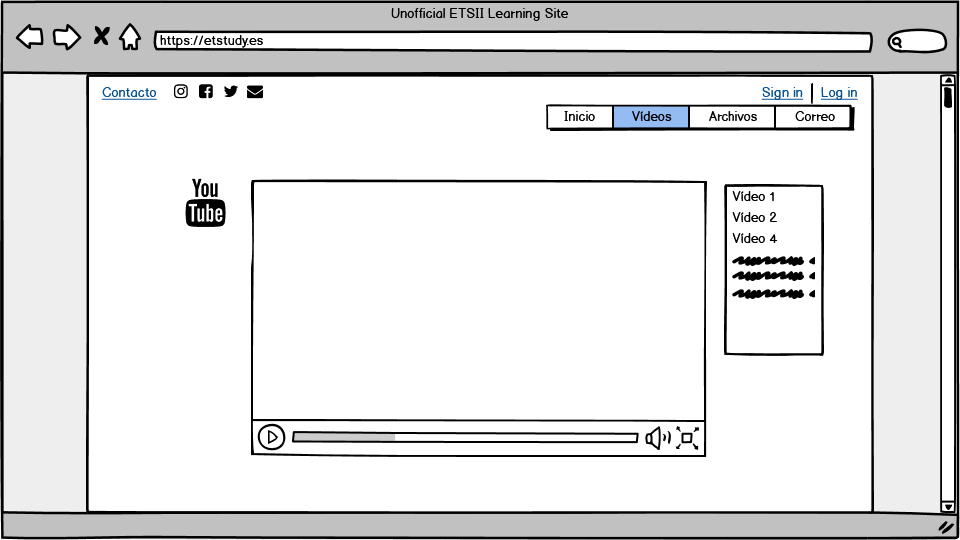 Unofficial ETSII Learning Site
https://etstudy.es
Contacto
Sign in | Log in
Inicio Vídeos Archivos Correo
You
Tube
Vídeo 1
Vídeo 2
Vídeo 4